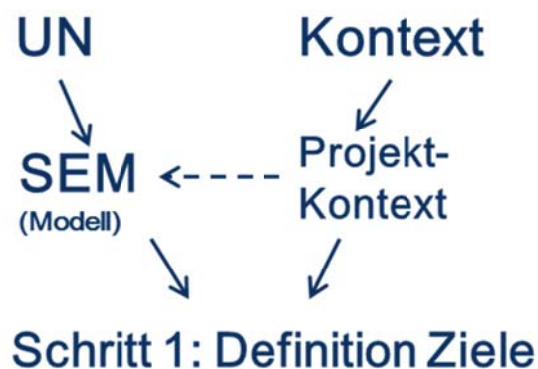 UN
Kontext
SEM
(Modell)
Projekt-
Kontext
Schritt 1: Definition Ziele